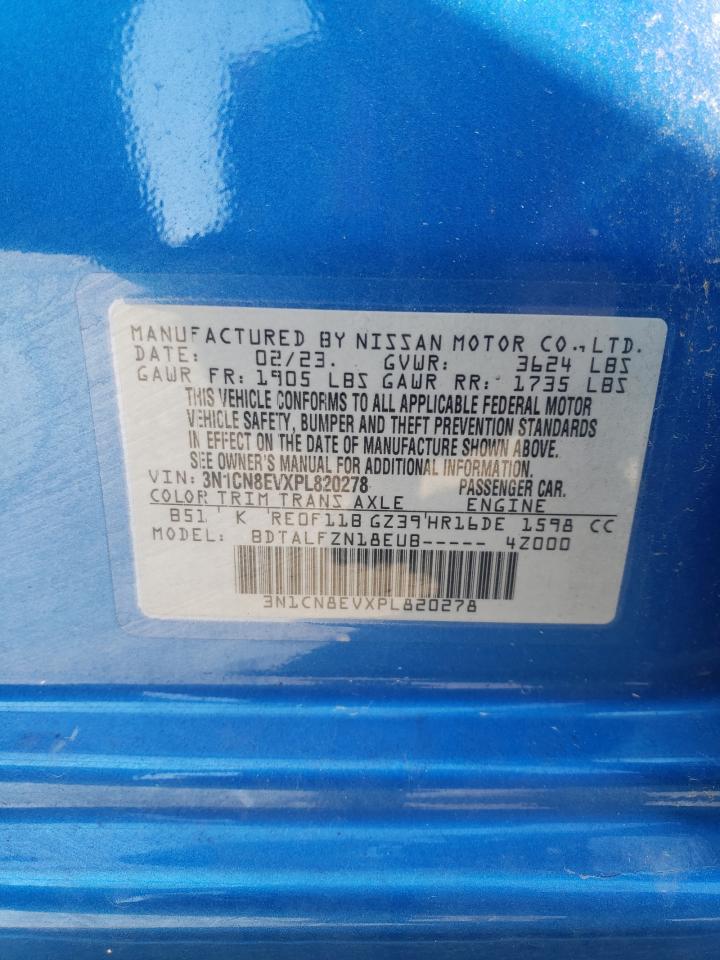 MANUFACTURED BY NISSAN MOTOR CO., LTD.
DATE: 02/23. GVWR: 3624 LBS
GAWR FR: 1905 LBS GAWR RR: 1735 LBS
THIS VEHICLE CONFORMS TO ALL APPLICABLE FEDERAL MOTOR
VEHICLE SAFETY, BUMPER AND THEFT PREVENTION STANDARDS
IN EFFECT ON THE DATE OF MANUFACTURE SHOWN ABOVE.
SEE OWNER'S MANUAL FOR ADDITIONAL INFORMATION.
VIN: 3N1CN8EVXPL820278 PASSENGER CAR.
COLOR TRIM TRANS AXLE ENGINE
B51 K RE0F11B GZ39 HR16DE 1598 CC
MODEL: BDTALFZN18EUB----- 4Z000
3N1CN8EVXPL820278